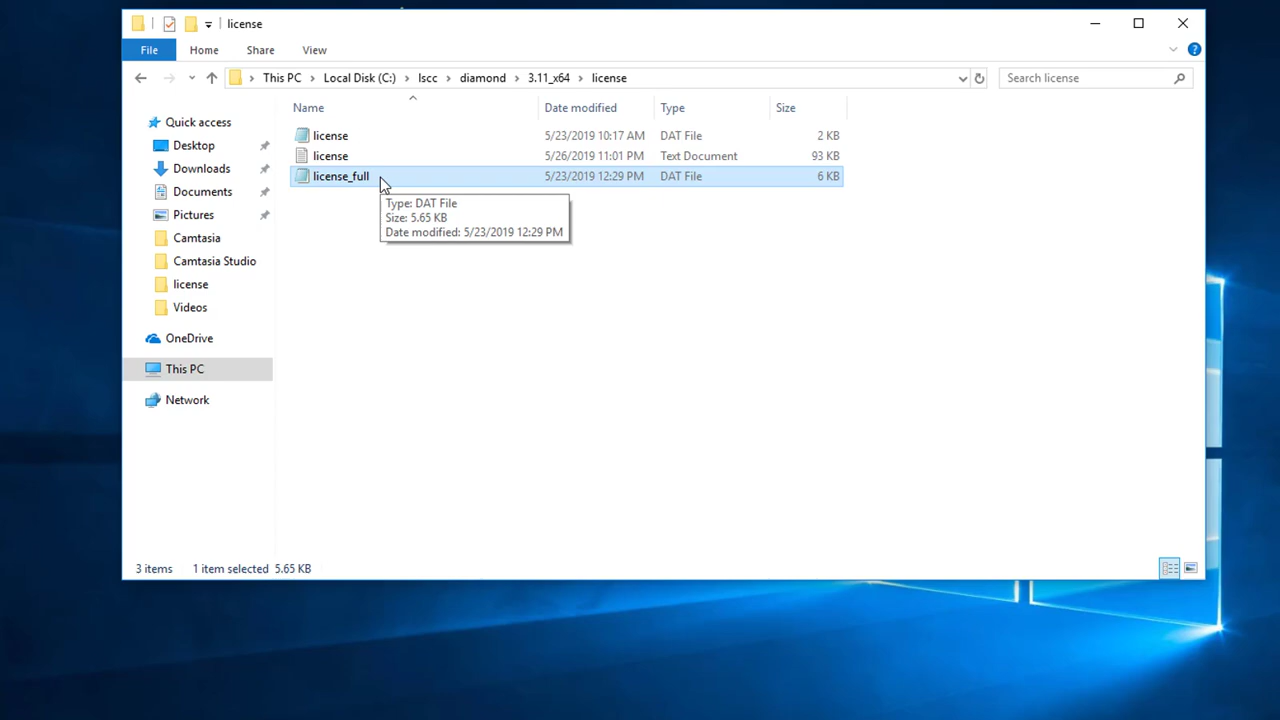 license
File Home Share View
This PC Local Disk (C:) lscc diamond 3.11_x64 license Search license
Name Date modified Type Size
license 5/23/2019 10:17 AM DAT File 2 KB
license 5/26/2019 11:01 PM Text Document 93 KB
license_full 5/23/2019 12:29 PM DAT File 6 KB
Type: DAT File
Size: 5.65 KB
Date modified: 5/23/2019 12:29 PM
Quick access
Desktop
Downloads
Documents
Pictures
Camtasia
Camtasia Studio
license
Videos
OneDrive
This PC
Network
3 items 1 item selected 5.65 KB